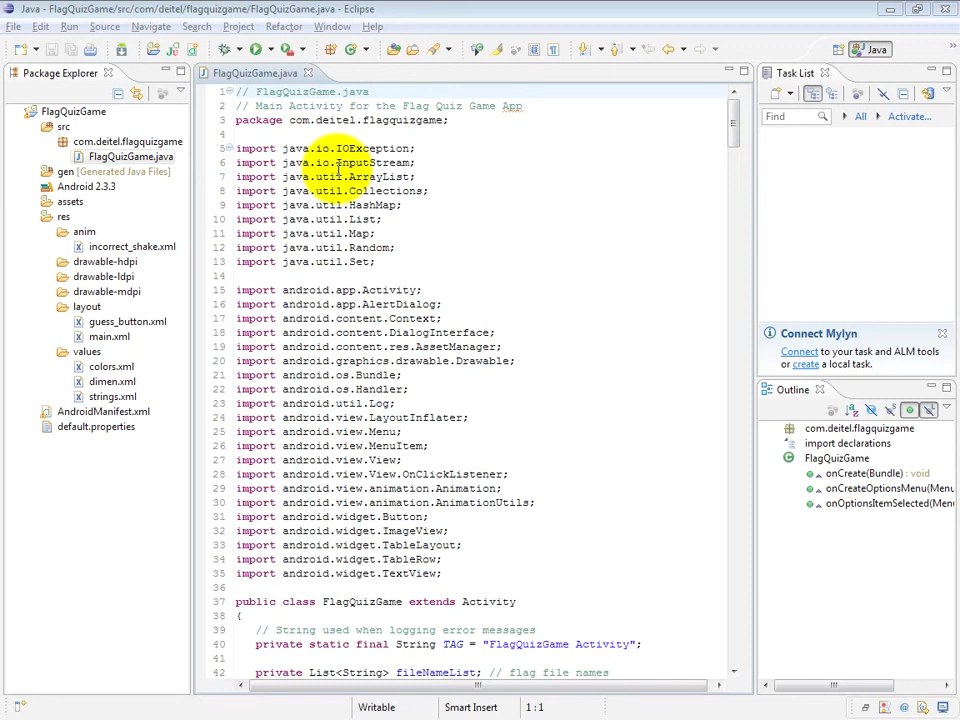 Java - FlagQuizGame/src/com/deitel/flagquizgame/FlagQuizGame.java - Eclipse
File Edit Run Source Navigate Search Project Refactor Window Help
Java
Package Explorer
FlagQuizGame
src
com.deitel.flagquizgame
FlagQuizGame.java
gen [Generated Java Files]
Android 2.3.3
assets
res
anim
incorrect_shake.xml
drawable-hdpi
drawable-ldpi
drawable-mdpi
layout
guess_button.xml
main.xml
values
colors.xml
dimen.xml
strings.xml
AndroidManifest.xml
default.properties
FlagQuizGame.java
1 // FlagQuizGame.java
2 // Main Activity for the Flag Quiz Game App
3 package com.deitel.flagquizgame;
4
5 import java.io.IOException;
6 import java.io.InputStream;
7 import java.util.ArrayList;
8 import java.util.Collections;
9 import java.util.HashMap;
10 import java.util.List;
11 import java.util.Map;
12 import java.util.Random;
13 import java.util.Set;
14
15 import android.app.Activity;
16 import android.app.AlertDialog;
17 import android.content.Context;
18 import android.content.DialogInterface;
19 import android.content.res.AssetManager;
20 import android.graphics.drawable.Drawable;
21 import android.os.Bundle;
22 import android.os.Handler;
23 import android.util.Log;
24 import android.view.LayoutInflater;
25 import android.view.Menu;
26 import android.view.MenuItem;
27 import android.view.View;
28 import android.view.View.OnClickListener;
29 import android.view.animation.Animation;
30 import android.view.animation.AnimationUtils;
31 import android.widget.Button;
32 import android.widget.ImageView;
33 import android.widget.TableLayout;
34 import android.widget.TableRow;
35 import android.widget.TextView;
36
37 public class FlagQuizGame extends Activity
38 {
39 // String used when logging error messages
40 private static final String TAG = "FlagQuizGame Activity";
41
42 private List<String> fileNameList; // flag file names
Task List
Find All Activate...
Connect Mylyn
Connect to your task and ALM tools
or create a local task.
Outline
com.deitel.flagquizgame
import declarations
FlagQuizGame
onCreate(Bundle) : void
onCreateOptionsMenu(Menu
onOptionsItemSelected(Menu
Writable Smart Insert 1 : 1